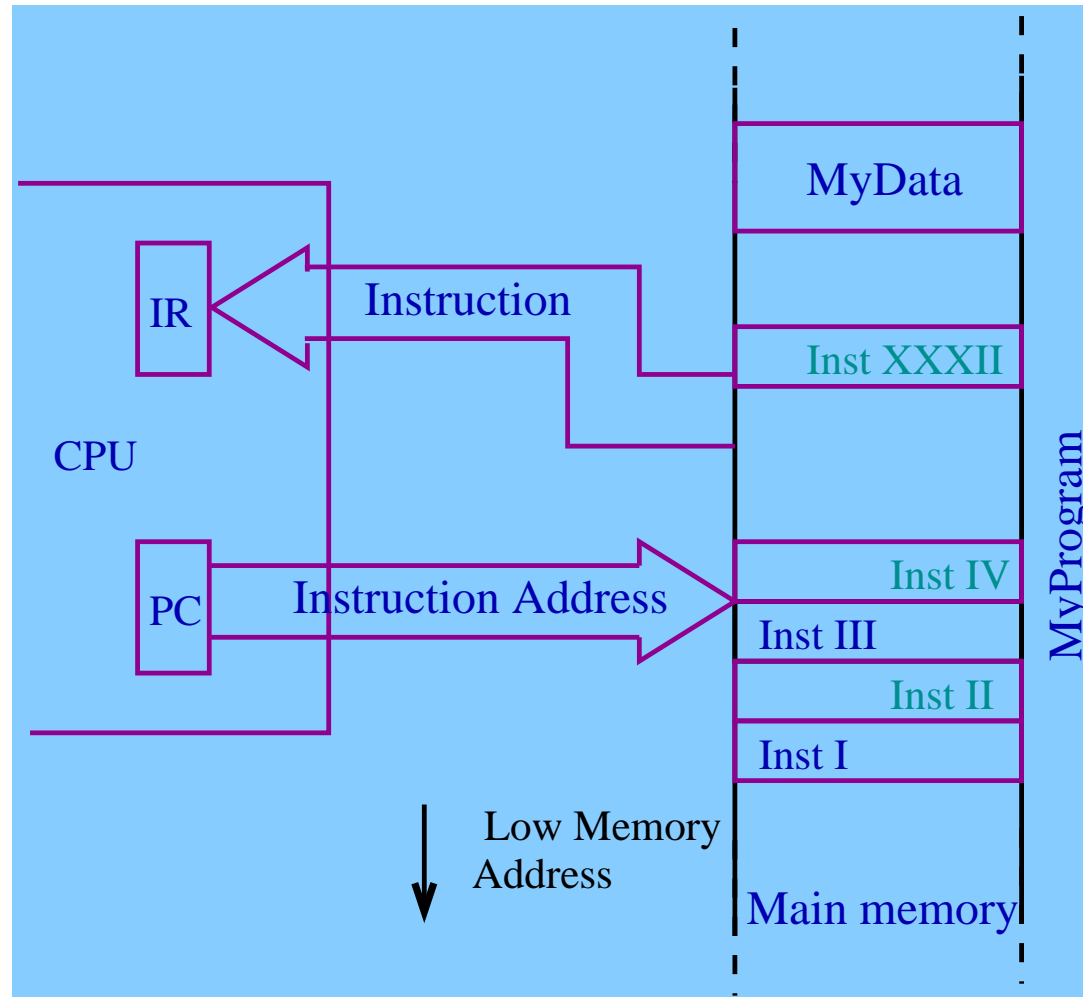 MyData
IR
Instruction
Inst XXXII
CPU
MyProgram
PC
Instruction Address
Inst IV
Inst III
Inst II
Inst I
Low Memory
Address
Main memory